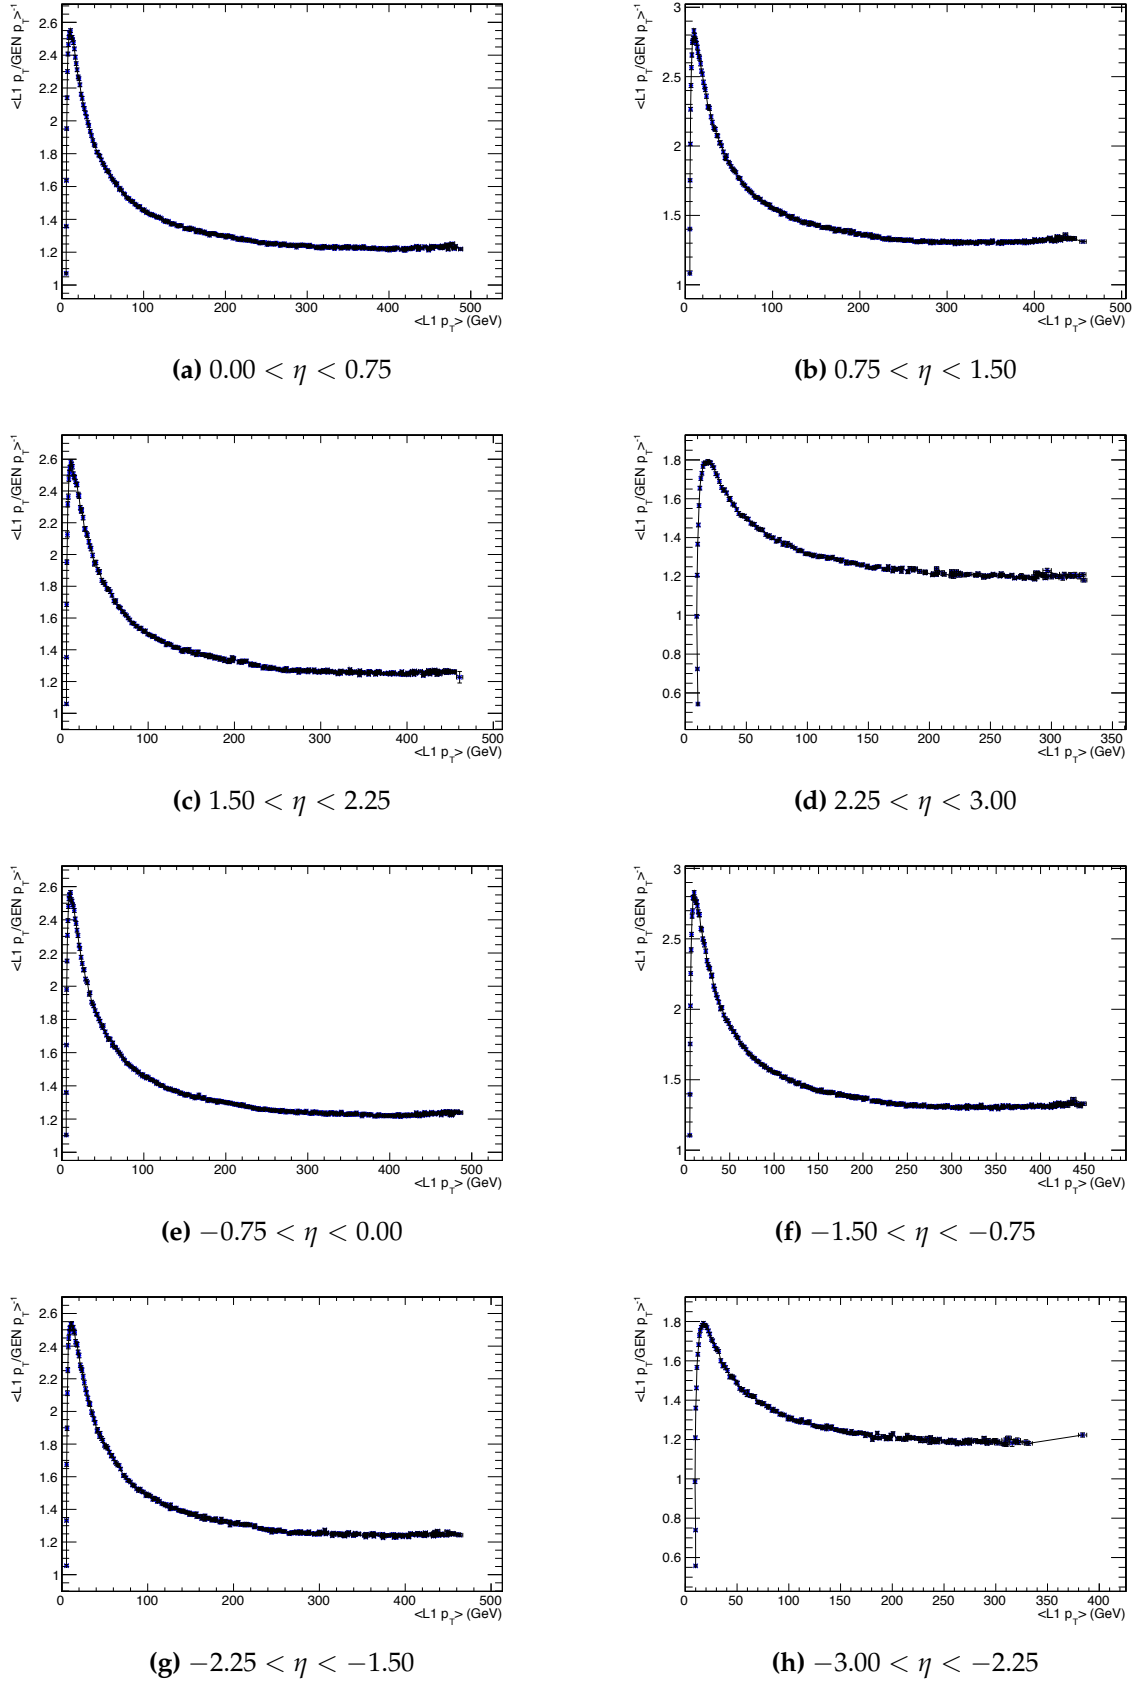 <L1 p_T/GEN p_T>^-1
2.6
2.4
2.2
2
1.8
1.6
1.4
1.2
1
0 100 200 300 400 500
<L1 p_T> (GeV)
(a) 0.00 < η < 0.75
<L1 p_T/GEN p_T>^-1
3
2.5
2
1.5
1
0 100 200 300 400 500
<L1 p_T> (GeV)
(b) 0.75 < η < 1.50
<L1 p_T/GEN p_T>^-1
2.6
2.4
2.2
2
1.8
1.6
1.4
1.2
1
0 100 200 300 400 500
<L1 p_T> (GeV)
(c) 1.50 < η < 2.25
<L1 p_T/GEN p_T>^-1
1.8
1.6
1.4
1.2
1
0.8
0.6
0 50 100 150 200 250 300 350
<L1 p_T> (GeV)
(d) 2.25 < η < 3.00
<L1 p_T/GEN p_T>^-1
2.6
2.4
2.2
2
1.8
1.6
1.4
1.2
1
0 100 200 300 400 500
<L1 p_T> (GeV)
(e) −0.75 < η < 0.00
<L1 p_T/GEN p_T>^-1
3
2.5
2
1.5
1
0 50 100 150 200 250 300 350 400 450
<L1 p_T> (GeV)
(f) −1.50 < η < −0.75
<L1 p_T/GEN p_T>^-1
2.6
2.4
2.2
2
1.8
1.6
1.4
1.2
1
0 100 200 300 400 500
<L1 p_T> (GeV)
(g) −2.25 < η < −1.50
<L1 p_T/GEN p_T>^-1
1.8
1.6
1.4
1.2
1
0.8
0.6
0 50 100 150 200 250 300 350 400
<L1 p_T> (GeV)
(h) −3.00 < η < −2.25